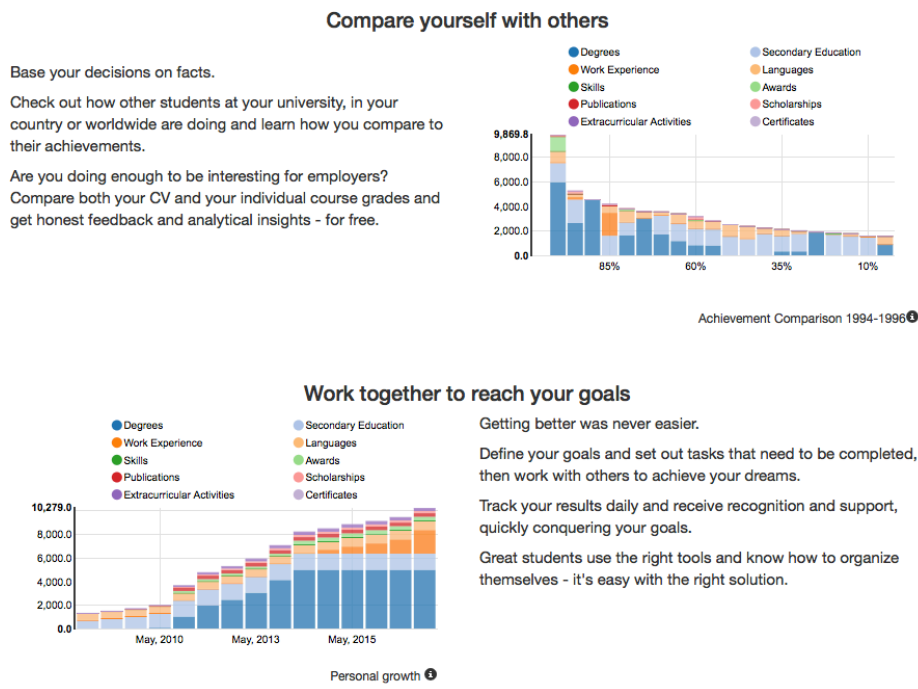 Compare yourself with others
Base your decisions on facts.
Check out how other students at your university, in your
country or worldwide are doing and learn how you compare to
their achievements.
Are you doing enough to be interesting for employers?
Compare both your CV and your individual course grades and
get honest feedback and analytical insights - for free.
Degrees
Secondary Education
Work Experience
Languages
Skills
Awards
Publications
Scholarships
Extracurricular Activities
Certificates
9,869.8
8,000.0
6,000.0
4,000.0
2,000.0
0.0
85%
60%
35%
10%
Achievement Comparison 1994-1996
Work together to reach your goals
Degrees
Secondary Education
Work Experience
Languages
Skills
Awards
Publications
Scholarships
Extracurricular Activities
Certificates
10,279.0
8,000.0
6,000.0
4,000.0
2,000.0
0.0
May, 2010
May, 2013
May, 2015
Personal growth
Getting better was never easier.
Define your goals and set out tasks that need to be completed,
then work with others to achieve your dreams.
Track your results daily and receive recognition and support,
quickly conquering your goals.
Great students use the right tools and know how to organize
themselves - it's easy with the right solution.